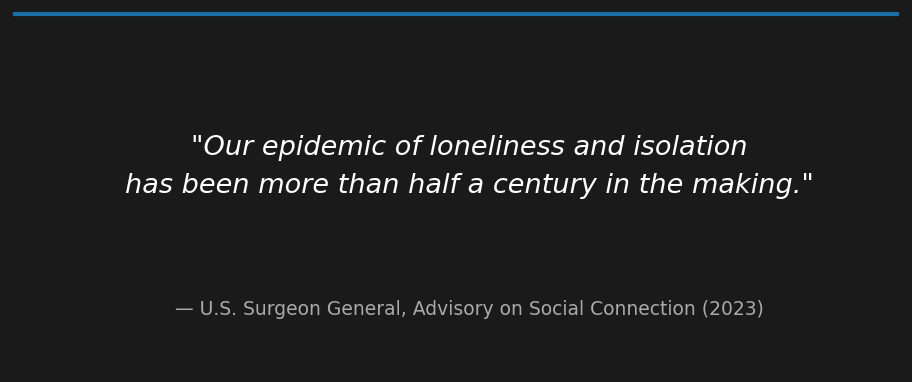 "Our epidemic of loneliness and isolation
has been more than half a century in the making."
— U.S. Surgeon General, Advisory on Social Connection (2023)